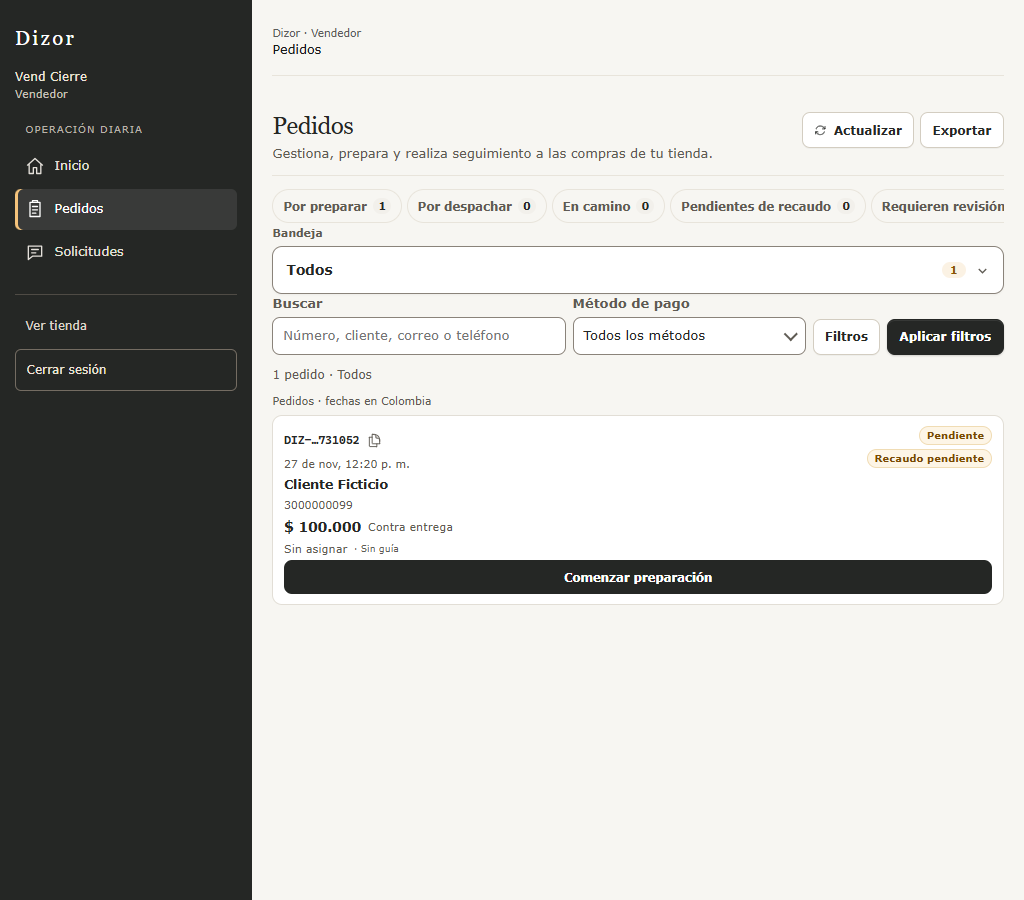 Dizor
Vend Cierre
Vendedor
OPERACIÓN DIARIA
Inicio
Pedidos
Solicitudes
Ver tienda
Cerrar sesión
Dizor · Vendedor
Pedidos
Pedidos
Gestiona, prepara y realiza seguimiento a las compras de tu tienda.
Actualizar
Exportar
Por preparar 1
Por despachar 0
En camino 0
Pendientes de recaudo 0
Requieren revisión
Bandeja
Todos 1
Buscar
Número, cliente, correo o teléfono
Método de pago
Todos los métodos
Filtros
Aplicar filtros
1 pedido · Todos
Pedidos · fechas en Colombia
DIZ-…731052
Pendiente
Recaudo pendiente
27 de nov, 12:20 p. m.
Cliente Ficticio
3000000099
$ 100.000 Contra entrega
Sin asignar · Sin guía
Comenzar preparación